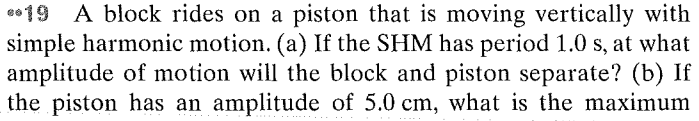 ••19 A block rides on a piston that is moving vertically with
simple harmonic motion. (a) If the SHM has period 1.0 s, at what
amplitude of motion will the block and piston separate? (b) If
the piston has an amplitude of 5.0 cm, what is the maximum